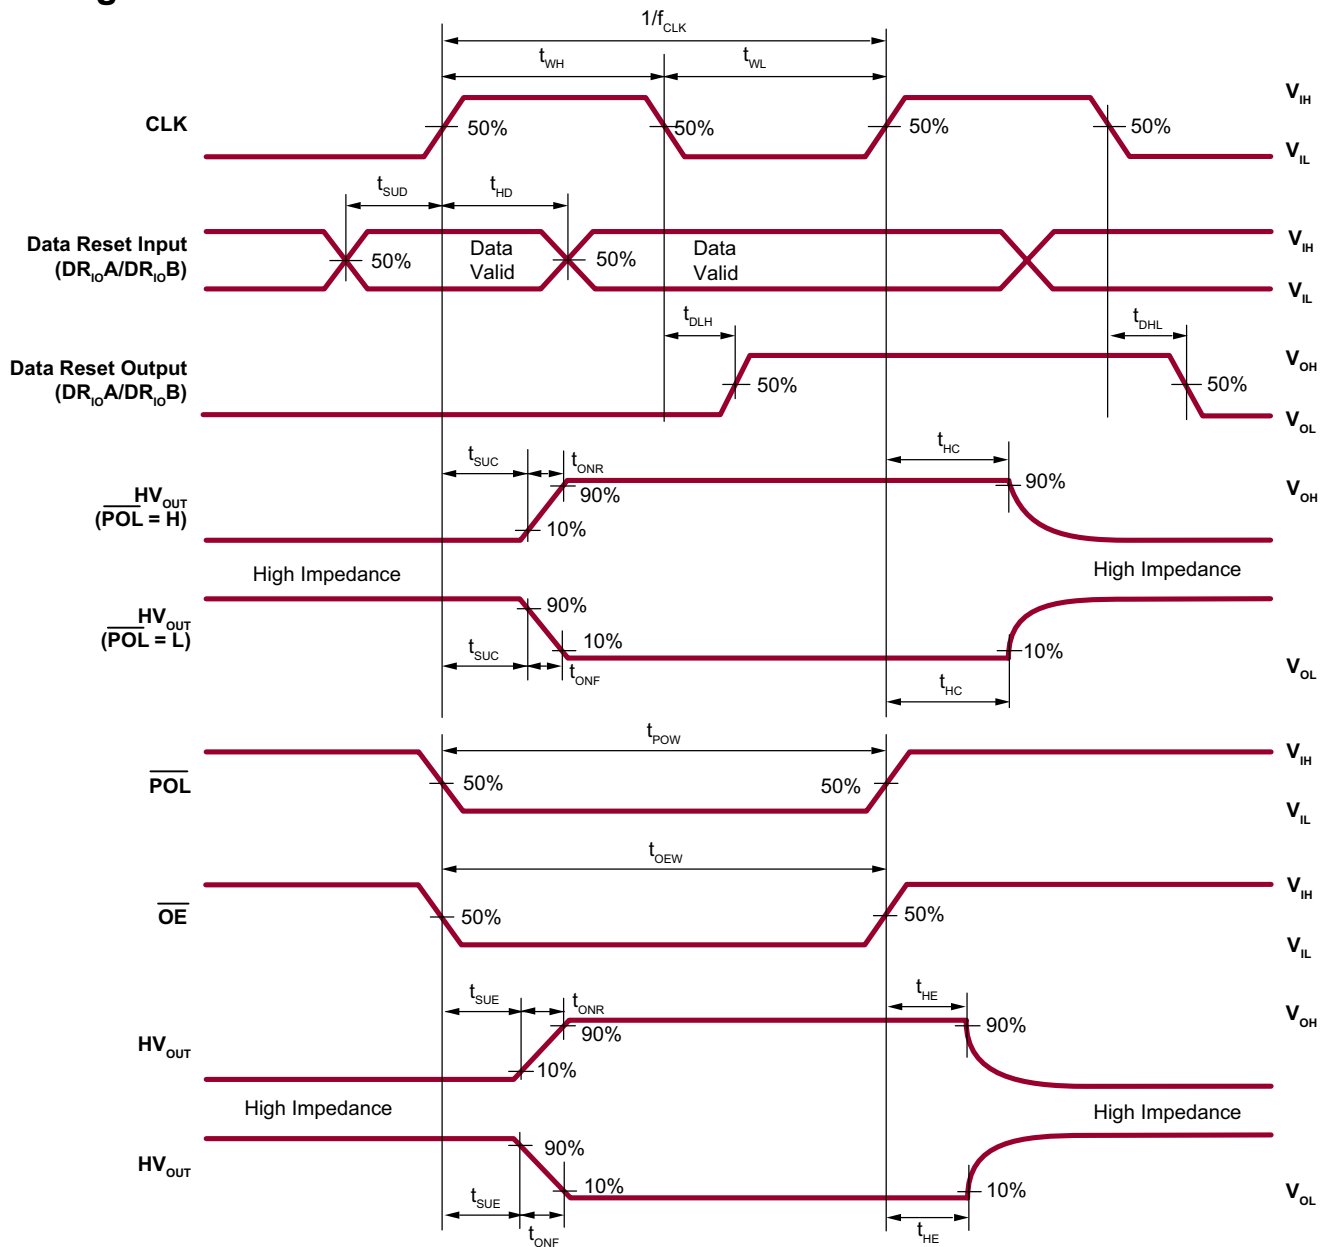 g
1/fCLK
tWH tWL
CLK 50% 50% 50% 50% VIH
VIL
tSUD tHD
Data Reset Input
(DRIOA/DRIOB) 50% Data
Valid 50% Data
Valid VIH
VIL
tDLH tDHL
Data Reset Output
(DRIOA/DRIOB) 50% 50% VOH
VOL
tSUC tONR tHC
HVOUT
(POL = H) 90% 10% 90% VOH
High Impedance High Impedance
HVOUT
(POL = L) 90% 10% 10%
tSUC tONF tHC VOL
tPOW
POL 50% 50% VIH
VIL
tOEW
OE 50% 50% VIH
VIL
tSUE tONR tHE
HVOUT 90% 10% 90% VOH
High Impedance High Impedance
HVOUT 90% 10% 10% VOL
tSUE tONF tHE